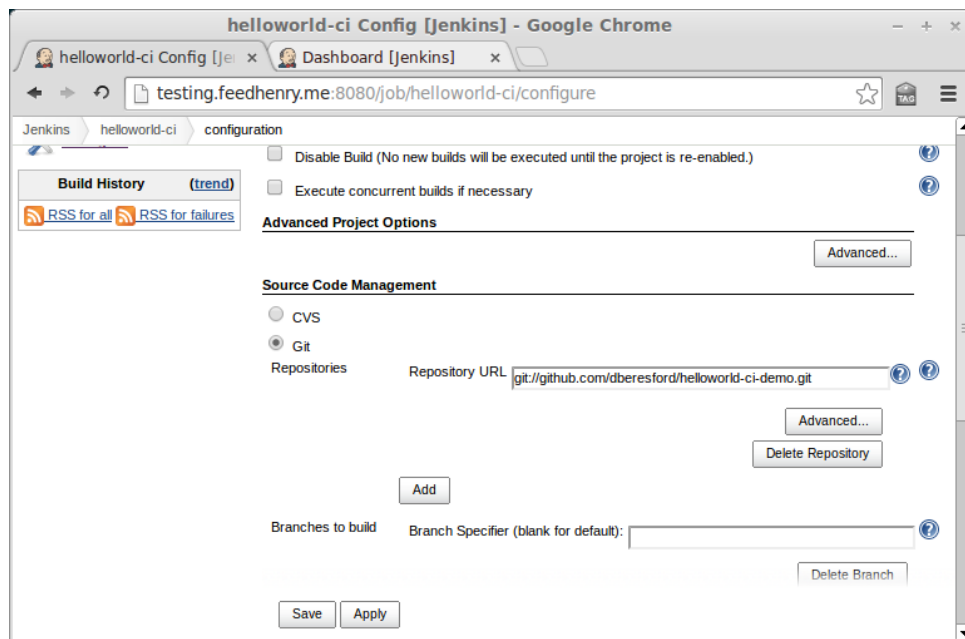 helloworld-ci Config [Jenkins] - Google Chrome
helloworld-ci Config [Je
Dashboard [Jenkins]
testing.feedhenry.me:8080/job/helloworld-ci/configure
TAG
Jenkins helloworld-ci configuration
Disable Build (No new builds will be executed until the project is re-enabled.)
Build History (trend)
Execute concurrent builds if necessary
RSS for all RSS for failures
Advanced Project Options
Advanced...
Source Code Management
CVS
Git
Repositories Repository URL git://github.com/dberesford/helloworld-ci-demo.git
Advanced...
Delete Repository
Add
Branches to build Branch Specifier (blank for default):
Delete Branch
Save Apply